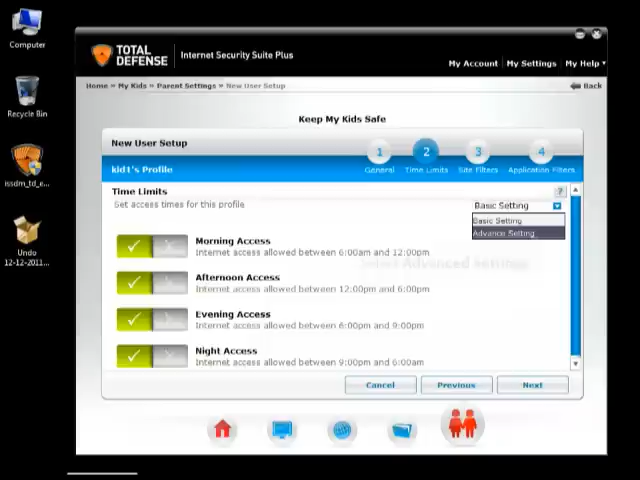 Computer
Recycle Bin
issdm_td_e...
Undo
12-12-2011...
TOTAL
DEFENSE
Internet Security Suite Plus
My Account My Settings My Help
Home My Kids Parent Settings New User Setup
Back
Keep My Kids Safe
New User Setup
kid1's Profile
1 2 3 4
General Time Limits Site Filters Application Filters
Time Limits
?
Set access times for this profile
Basic Setting
Basic Setting
Advance Setting
Morning Access
Internet access allowed between 6:00am and 12:00pm
Select Advanced settings
Afternoon Access
Internet access allowed between 12:00pm and 6:00pm
Evening Access
Internet access allowed between 6:00pm and 9:00pm
Night Access
Internet access allowed between 9:00pm and 6:00am
Cancel Previous Next